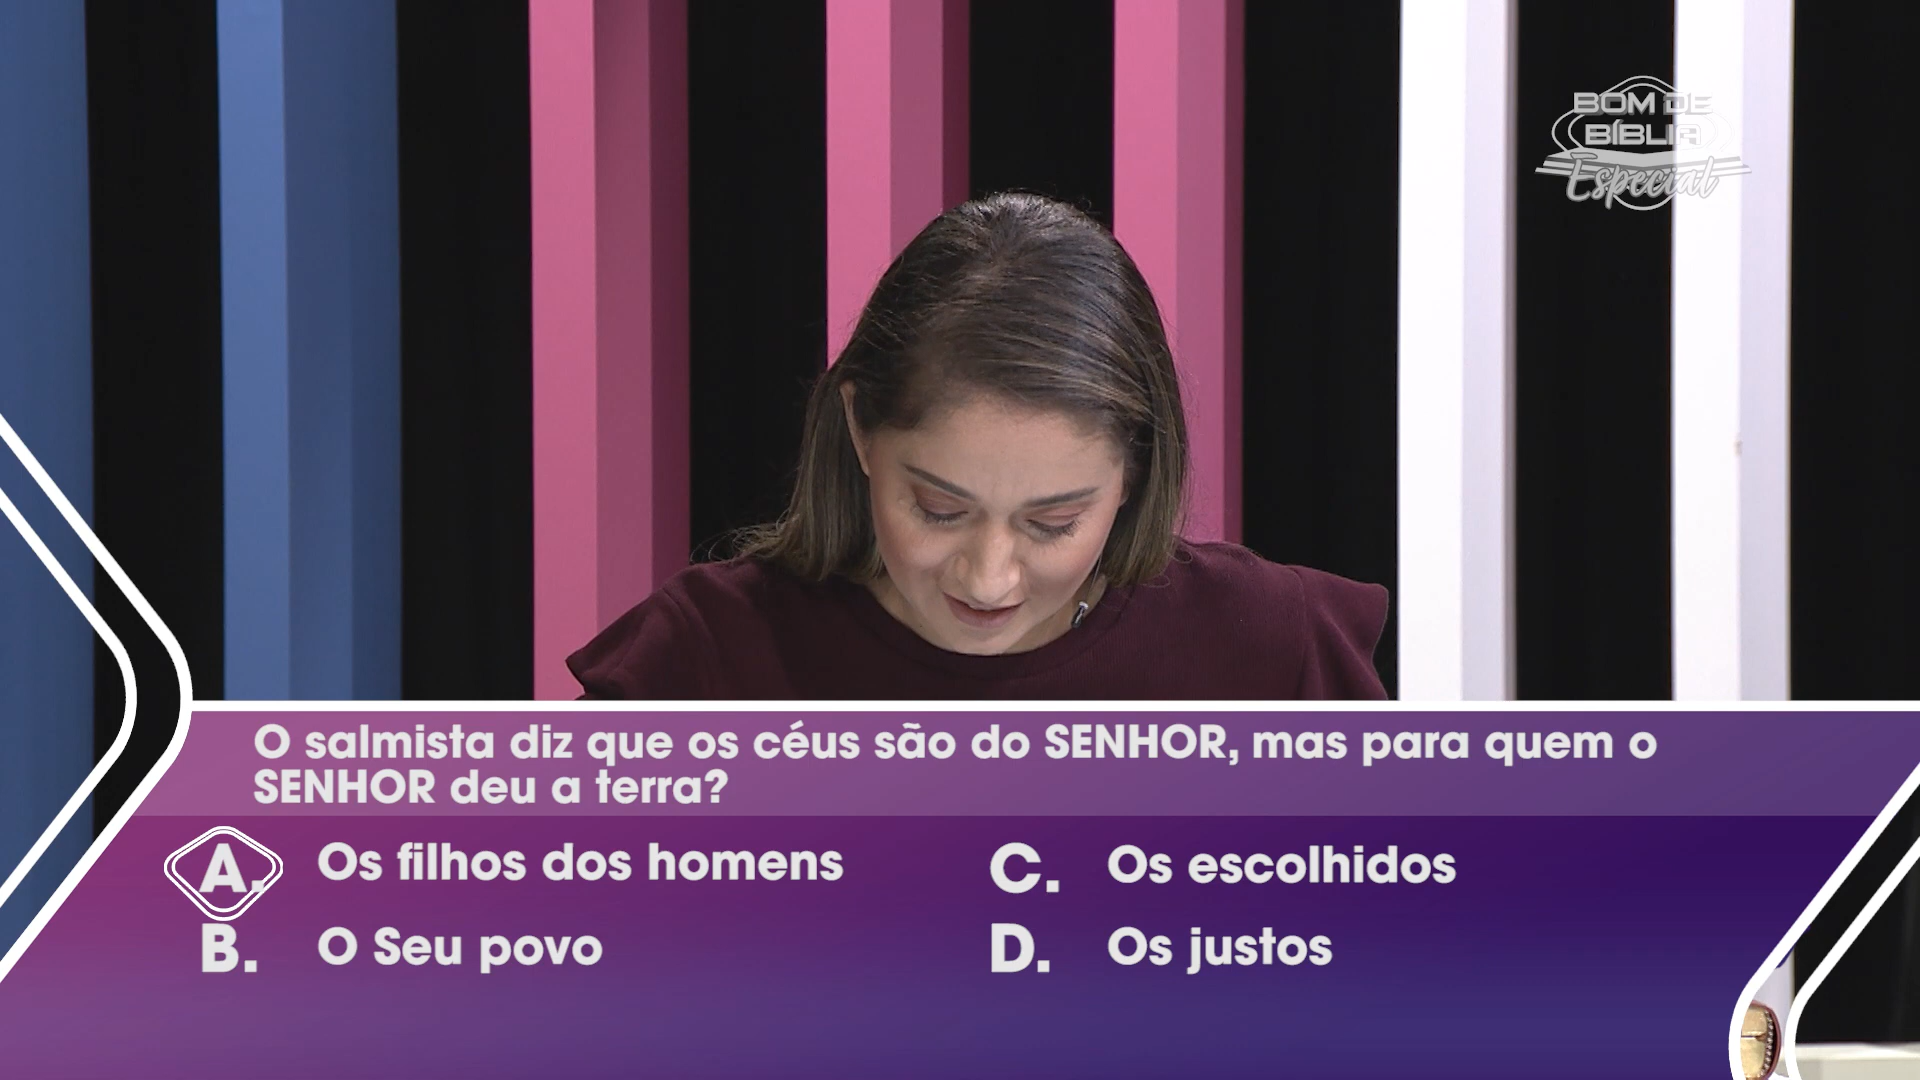 BOM DE
BÍBLIA
Especial
O salmista diz que os céus são do SENHOR, mas para quem o
SENHOR deu a terra?
A. Os filhos dos homens
B. O Seu povo
C. Os escolhidos
D. Os justos